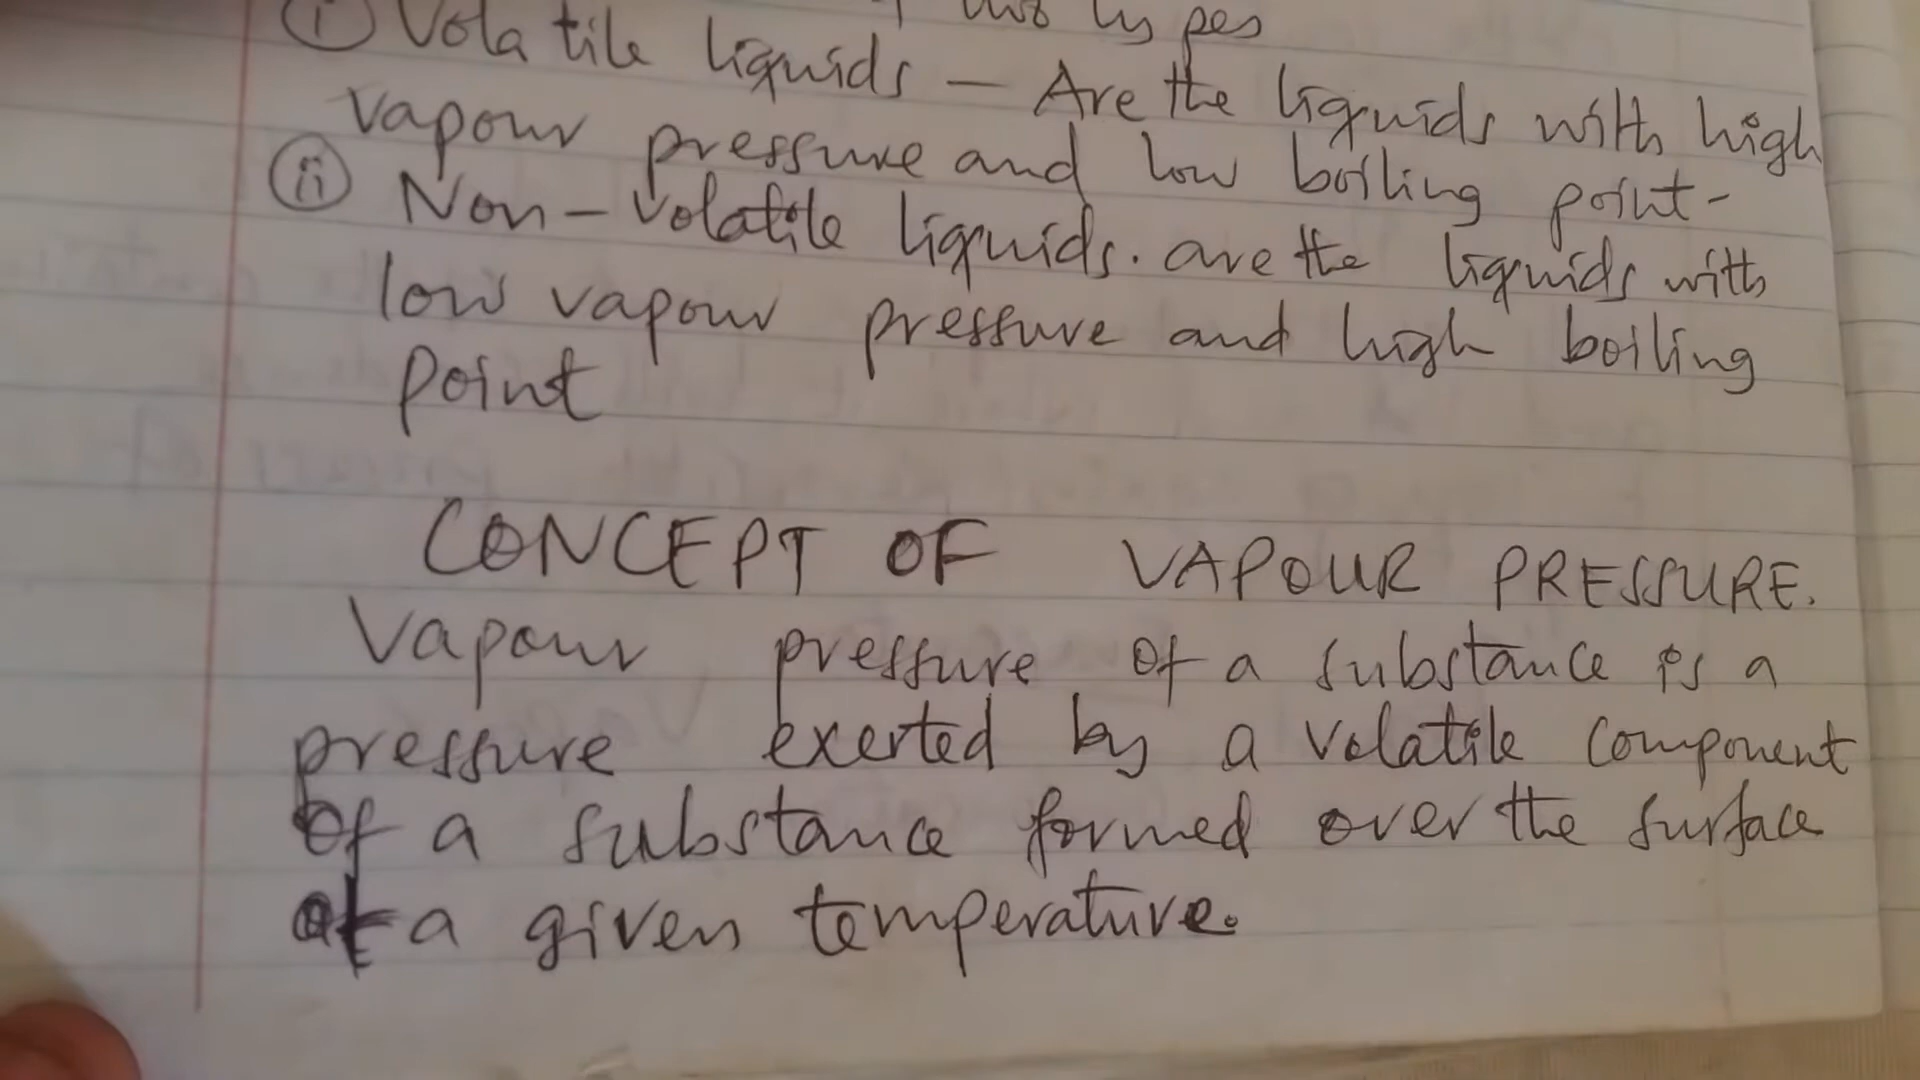 two types
(i) Volatile liquids - Are the liquids with high
vapour pressure and low boiling point-
(ii) Non-volatile liquids. are the liquids with
low vapour pressure and high boiling
point
CONCEPT OF VAPOUR PRESSURE.
Vapour pressure of a substance is a
pressure exerted by a volatile component
of a substance formed over the surface
at a given temperature.